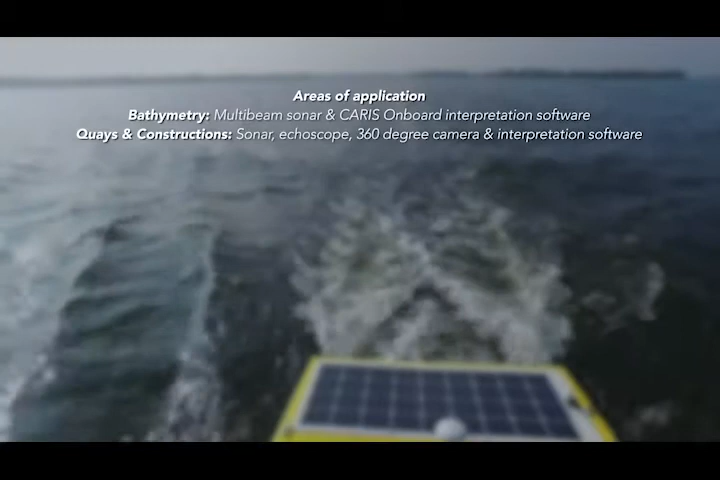 Areas of application
Bathymetry: Multibeam sonar & CARIS Onboard interpretation software
Quays & Constructions: Sonar, echoscope, 360 degree camera & interpretation software